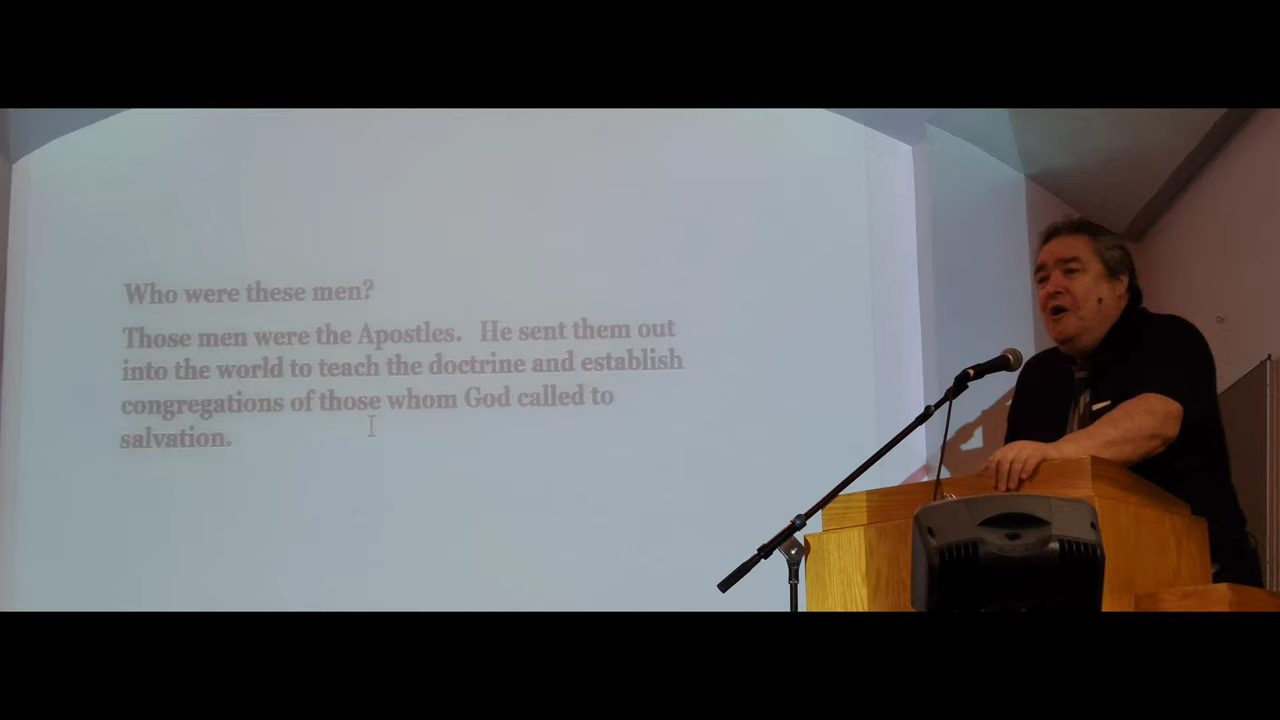 Who were these men?
Those men were the Apostles. He sent them out
into the world to teach the doctrine and establish
congregations of those whom God called to
salvation.